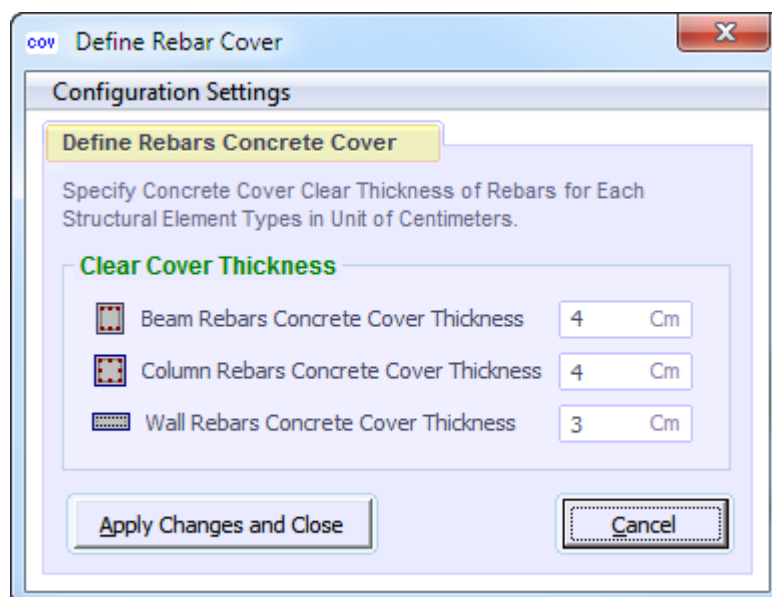 cov Define Rebar Cover
Configuration Settings
Define Rebars Concrete Cover
Specify Concrete Cover Clear Thickness of Rebars for Each
Structural Element Types in Unit of Centimeters.
Clear Cover Thickness
Beam Rebars Concrete Cover Thickness 4 Cm
Column Rebars Concrete Cover Thickness 4 Cm
Wall Rebars Concrete Cover Thickness 3 Cm
Apply Changes and Close Cancel